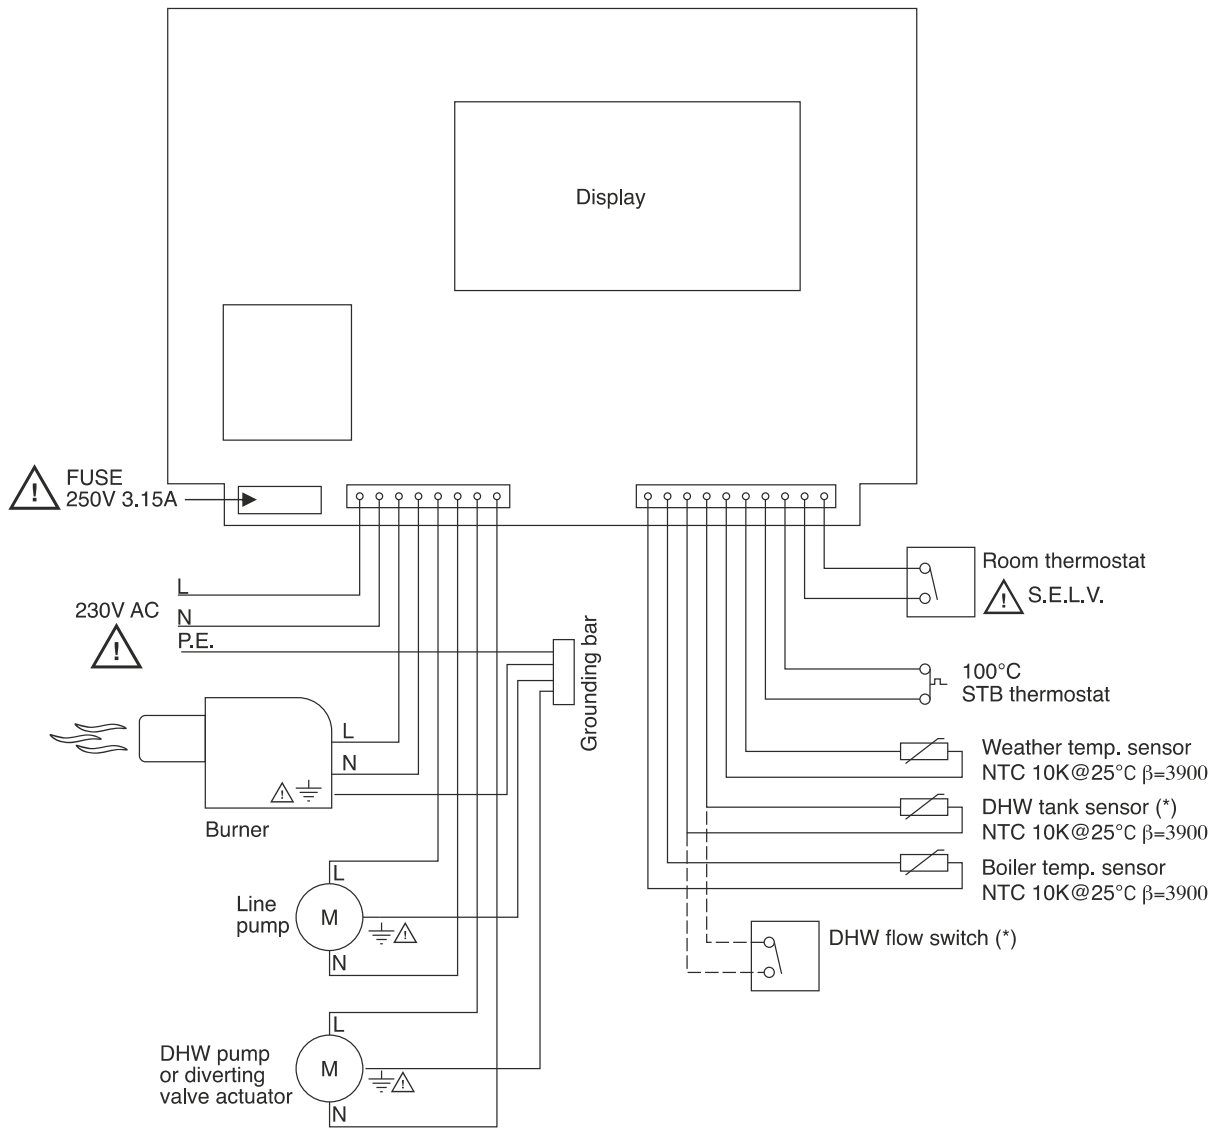 Display
FUSE
250V 3.15A
L
230V AC
N
P.E.
Grounding bar
L
N
Burner
L
Line
pump
M
N
L
DHW pump
or diverting
valve actuator
M
N
Room thermostat
S.E.L.V.
100°C
STB thermostat
Weather temp. sensor
NTC 10K@25°C β=3900
DHW tank sensor (*)
NTC 10K@25°C β=3900
Boiler temp. sensor
NTC 10K@25°C β=3900
DHW flow switch (*)